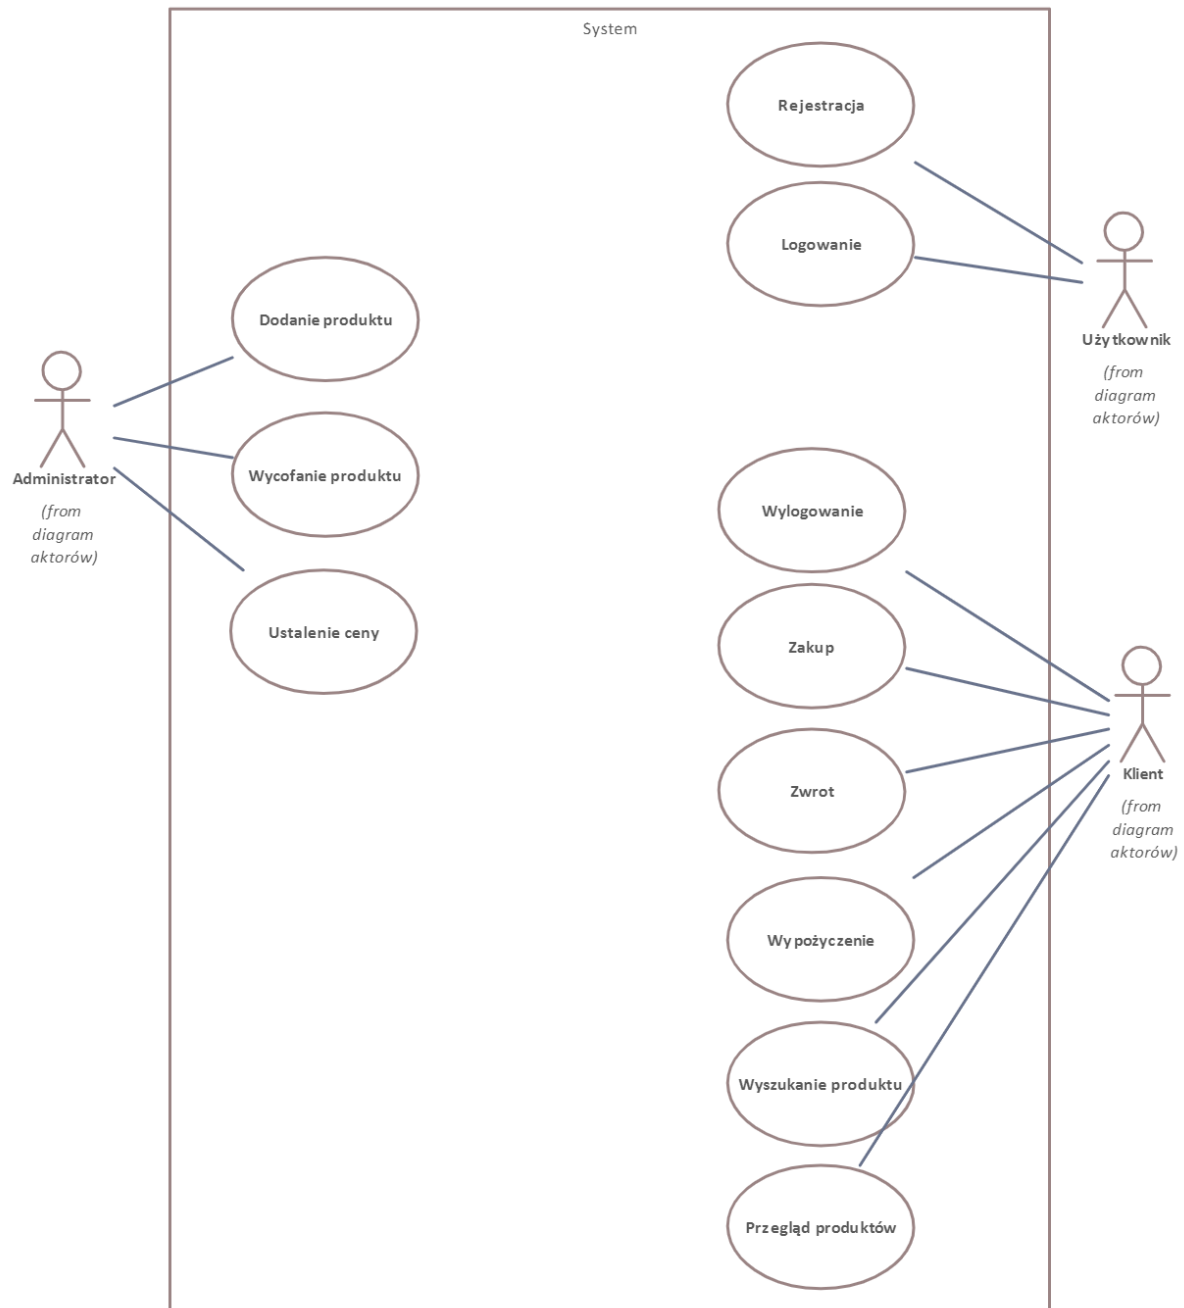 System
Rejestracja
Logowanie
Użytkownik
(from
diagram
aktorów)
Dodanie produktu
Wycofanie produktu
Ustalenie ceny
Administrator
(from
diagram
aktorów)
Wylogowanie
Zakup
Zwrot
Wypożyczenie
Wyszukanie produktu
Przegląd produktów
Klient
(from
diagram
aktorów)